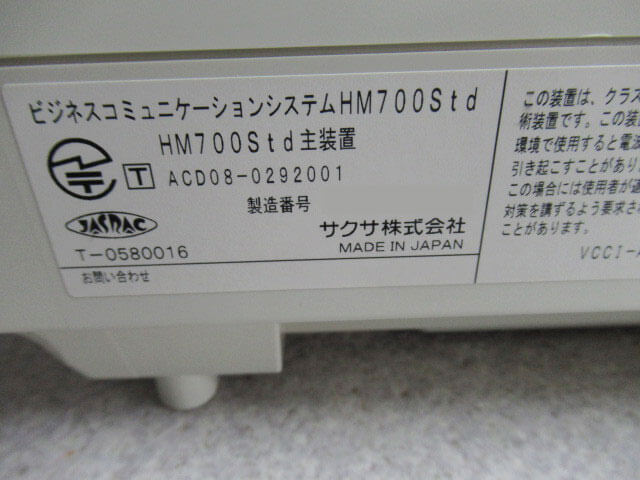 ビジネスコミュニケーションシステムHM700Std
HM700Std主装置
T ACD08-0292001
製造番号
JASRAC
サクサ株式会社
T-0580016
MADE IN JAPAN
お問い合わせ
この装置は、クラス
術装置です。この装置
環境で使用すると電波
引き起こすことがあり
この場合には使用者が適
対策を講ずるよう要求され
ことがあります。
VCCI-A